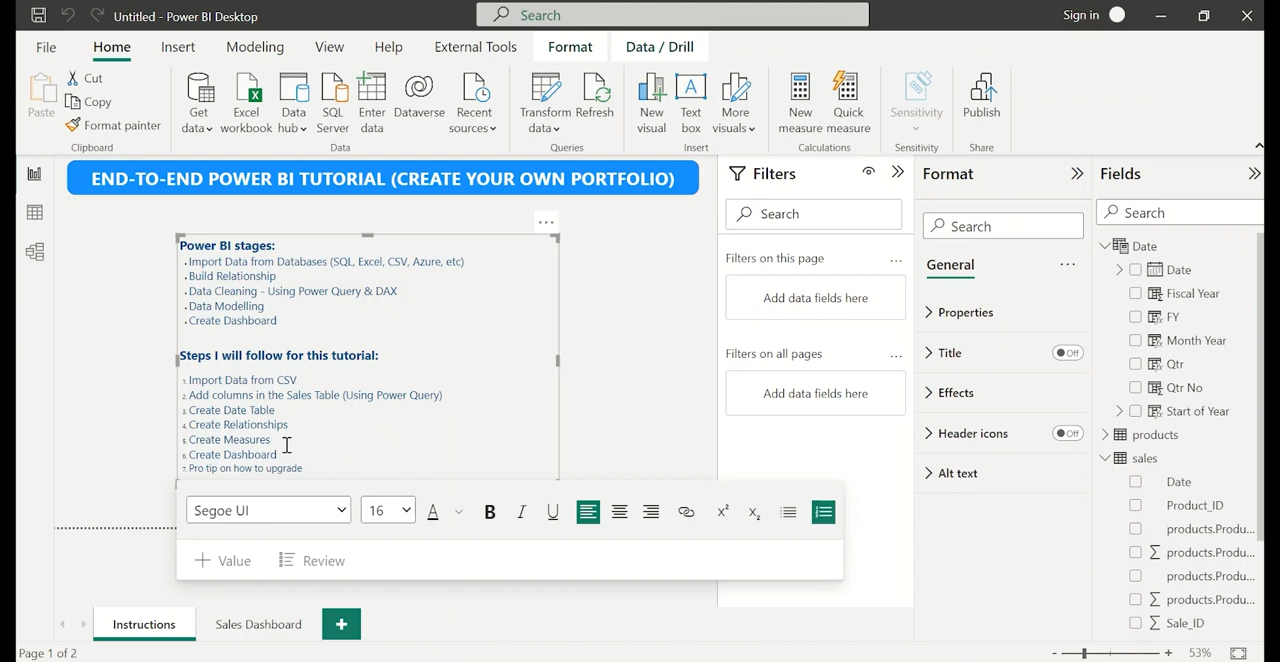 Untitled - Power BI Desktop
Search
Sign in
File Home Insert Modeling View Help External Tools Format Data / Drill
Paste
Cut
Copy
Format painter
Clipboard
Get data
Excel workbook
Data hub
SQL Server
Enter data
Dataverse
Recent sources
Data
Transform data
Refresh
Queries
New visual
Text box
More visuals
Insert
New measure
Quick measure
Calculations
Sensitivity
Sensitivity
Publish
Share
END-TO-END POWER BI TUTORIAL (CREATE YOUR OWN PORTFOLIO)
Power BI stages:
Import Data from Databases (SQL, Excel, CSV, Azure, etc)
Build Relationship
Data Cleaning - Using Power Query & DAX
Data Modelling
Create Dashboard
Steps I will follow for this tutorial:
1. Import Data from CSV
2. Add columns in the Sales Table (Using Power Query)
3. Create Date Table
4. Create Relationships
5. Create Measures
6. Create Dashboard
7. Pro tip on how to upgrade
Segoe UI
16
A
B I U
x²
x₂
Value
Review
Filters
Search
Filters on this page
Add data fields here
Filters on all pages
Add data fields here
Format
Search
General
Properties
Title
Off
Effects
Header icons
Off
Alt text
Fields
Search
Date
Date
Fiscal Year
FY
Month Year
Qtr
Qtr No
Start of Year
products
sales
Date
Product_ID
products.Produ...
products.Produ...
products.Produ...
products.Produ...
Sale_ID
Instructions
Sales Dashboard
+
Page 1 of 2
- + 53%